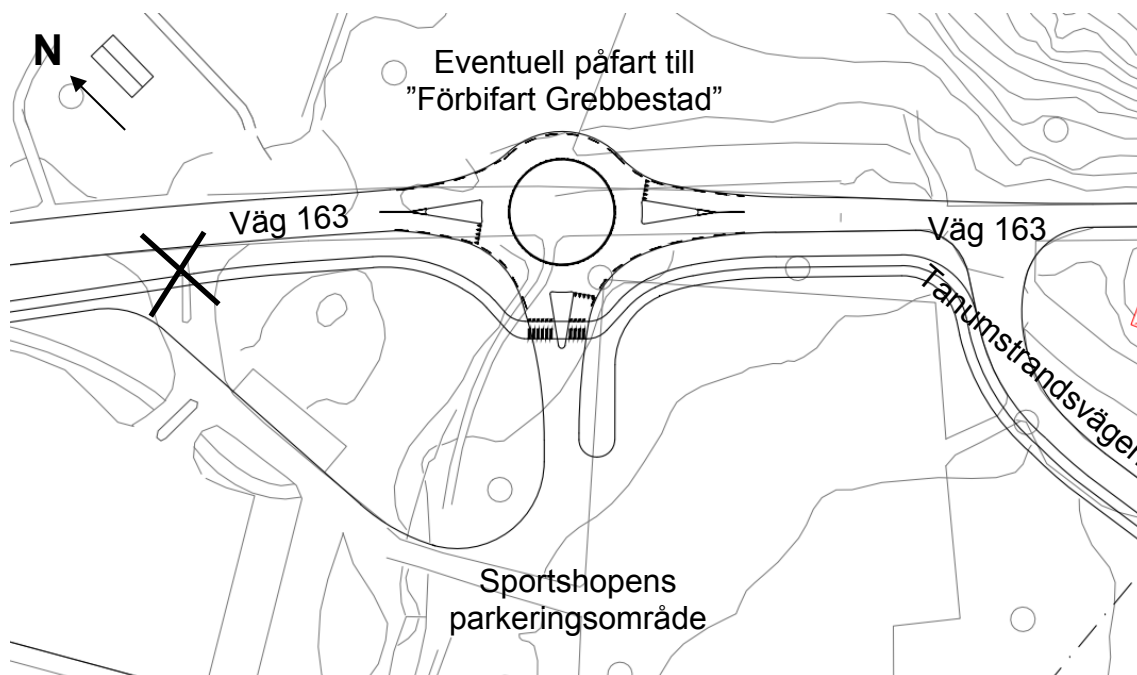 N
Eventuell påfart till
”Förbifart Grebbestad”
Väg 163
Väg 163
Tanumstrandsvägen
Sportshopens
parkeringsområde